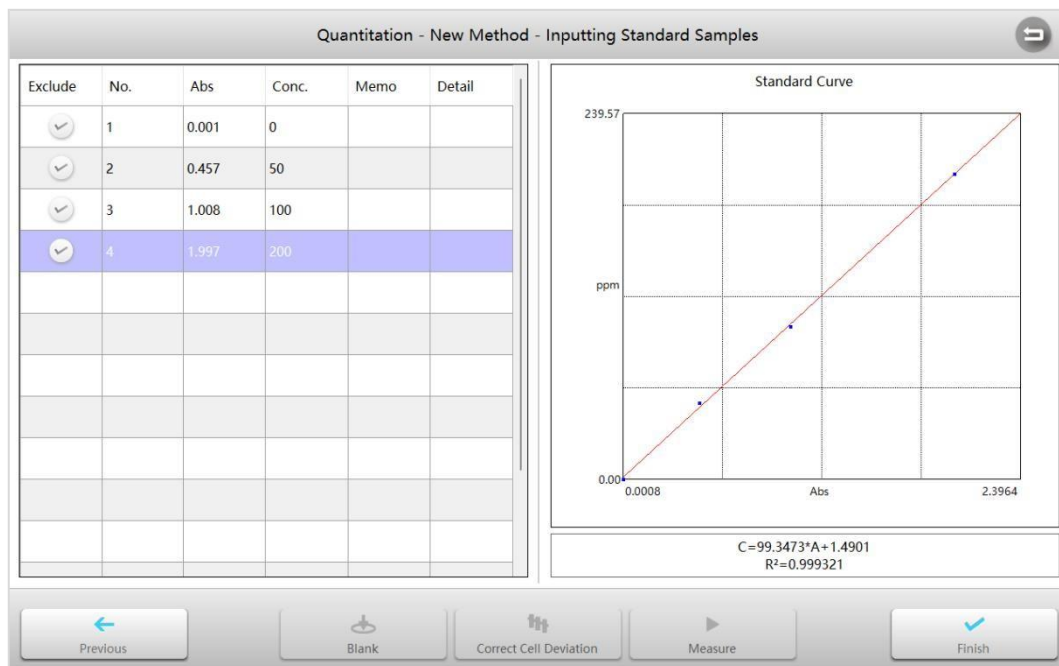 Quantitation - New Method - Inputting Standard Samples
Exclude No. Abs Conc. Memo Detail
1 0.001 0
2 0.457 50
3 1.008 100
4 1.997 200
Standard Curve
239.57
ppm
0.00
0.0008 Abs 2.3964
C=99.3473*A+1.4901
R²=0.999321
Previous Blank Correct Cell Deviation Measure Finish